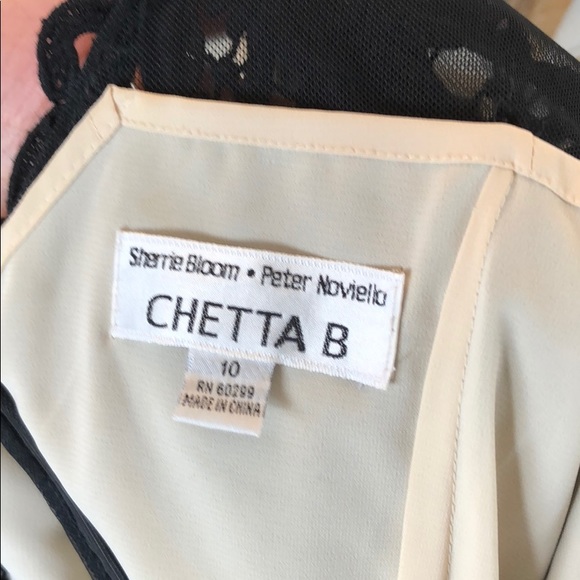 Sherrie Bloom • Peter Noviello
CHETTA B
10
RN 60299
MADE IN CHINA